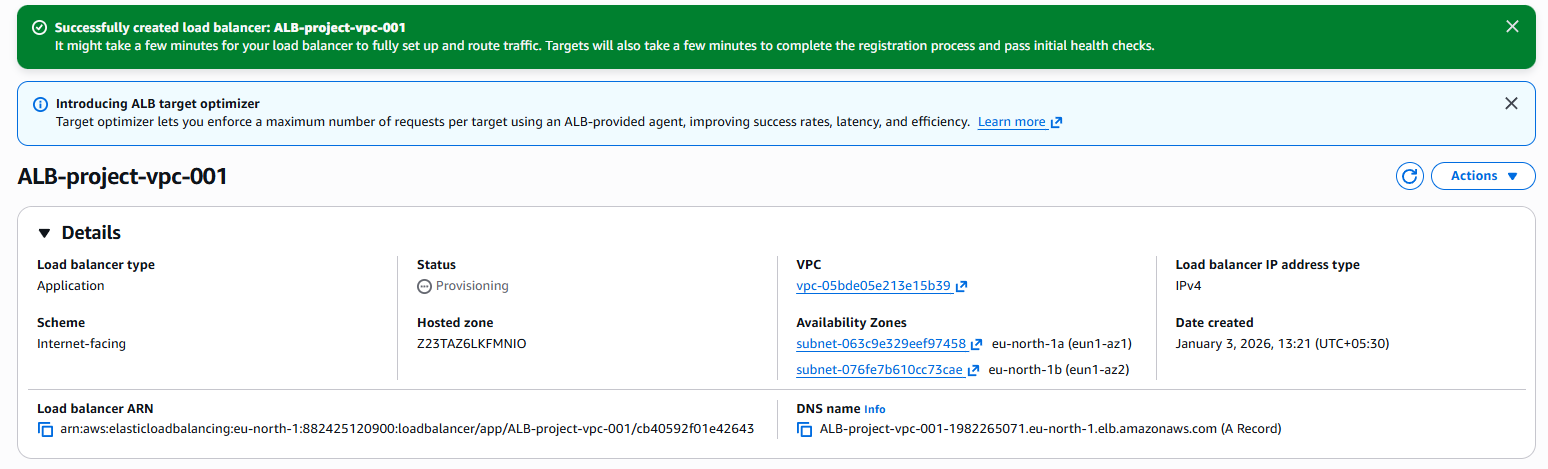 Successfully created load balancer: ALB-project-vpc-001
It might take a few minutes for your load balancer to fully set up and route traffic. Targets will also take a few minutes to complete the registration process and pass initial health checks.
Introducing ALB target optimizer
Target optimizer lets you enforce a maximum number of requests per target using an ALB-provided agent, improving success rates, latency, and efficiency. Learn more
ALB-project-vpc-001
Actions
Details
Load balancer type
Application
Status
Provisioning
VPC
vpc-05bde05e213e15b39
Load balancer IP address type
IPv4
Scheme
Internet-facing
Hosted zone
Z23TAZ6LKFMNIO
Availability Zones
subnet-063c9e329eef97458 eu-north-1a (eun1-az1)
subnet-076fe7b610cc73cae eu-north-1b (eun1-az2)
Date created
January 3, 2026, 13:21 (UTC+05:30)
Load balancer ARN
arn:aws:elasticloadbalancing:eu-north-1:882425120900:loadbalancer/app/ALB-project-vpc-001/cb40592f01e42643
DNS name Info
ALB-project-vpc-001-1982265071.eu-north-1.elb.amazonaws.com (A Record)